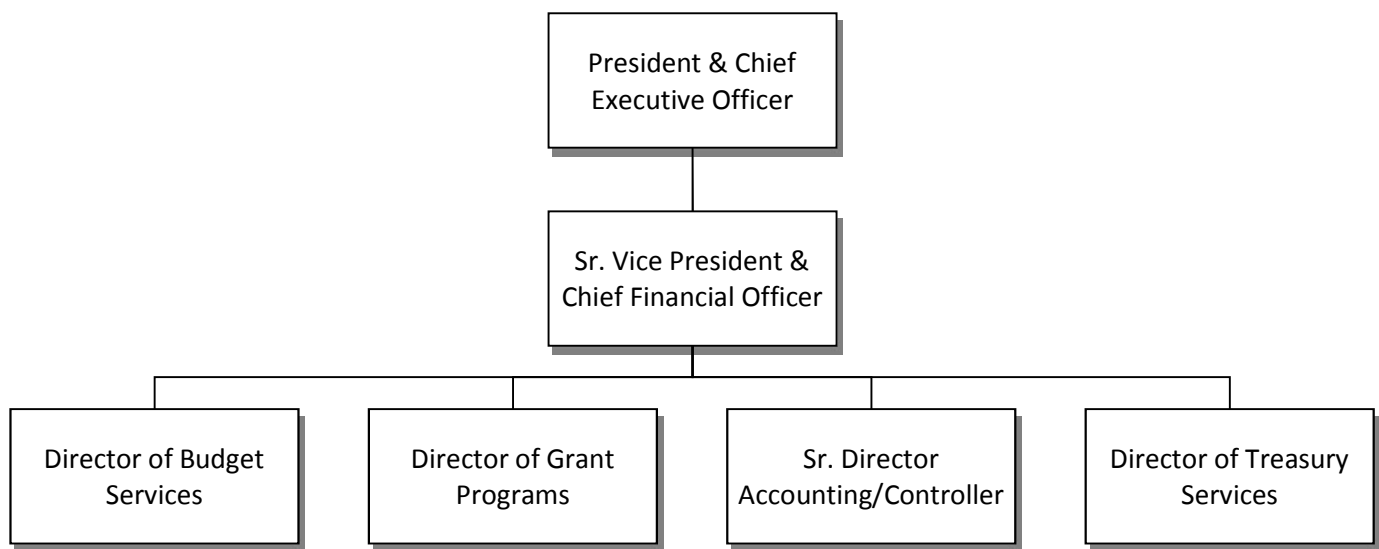 President & Chief
Executive Officer
Sr. Vice President &
Chief Financial Officer
Director of Budget
Services
Director of Grant
Programs
Sr. Director
Accounting/Controller
Director of Treasury
Services